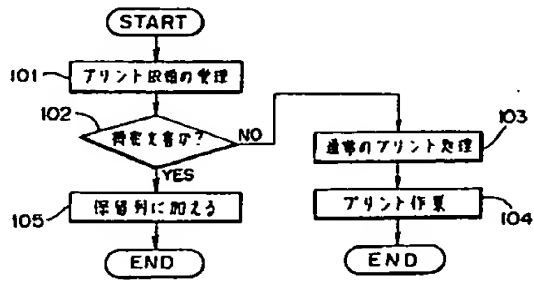 START
101
プリント依頼の受理
102
機密文書か?
NO
YES
103
通常のプリント処理
105
保留列に加える
プリント作業
104
END
END